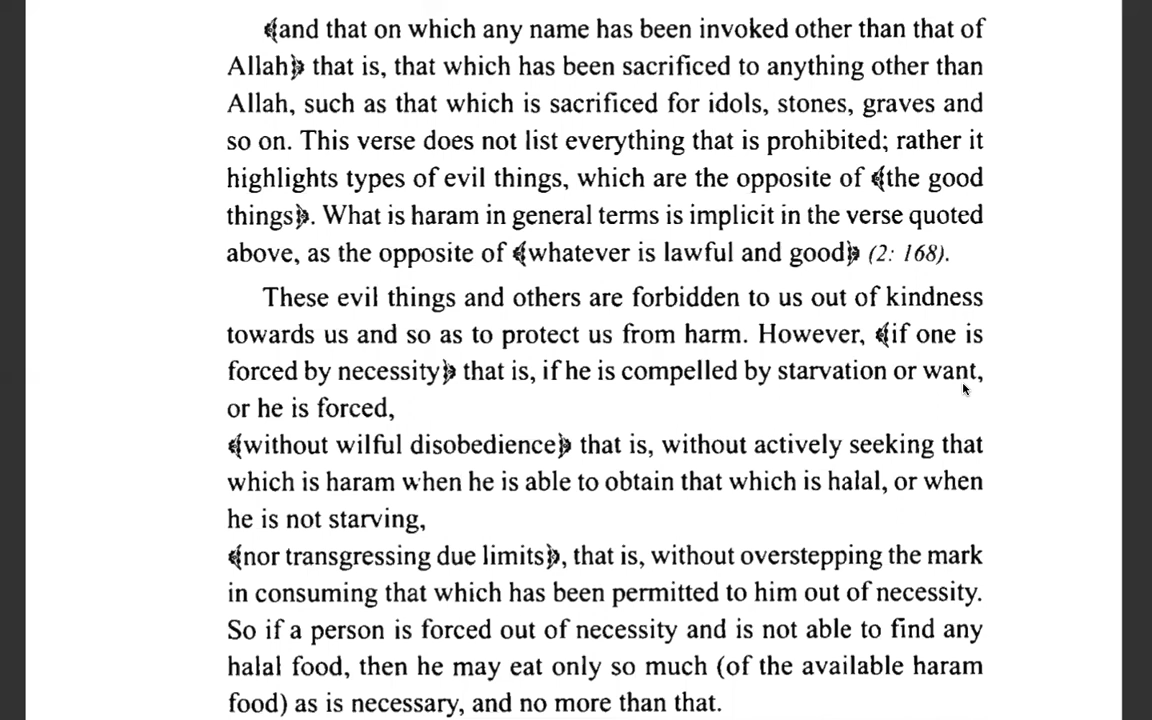 ﴾and that on which any name has been invoked other than that of
Allah﴿ that is, that which has been sacrificed to anything other than
Allah, such as that which is sacrificed for idols, stones, graves and
so on. This verse does not list everything that is prohibited; rather it
highlights types of evil things, which are the opposite of ﴾the good
things﴿. What is haram in general terms is implicit in the verse quoted
above, as the opposite of ﴾whatever is lawful and good﴿ (2: 168).
These evil things and others are forbidden to us out of kindness
towards us and so as to protect us from harm. However, ﴾if one is
forced by necessity﴿ that is, if he is compelled by starvation or want,
or he is forced,
﴾without wilful disobedience﴿ that is, without actively seeking that
which is haram when he is able to obtain that which is halal, or when
he is not starving,
﴾nor transgressing due limits﴿, that is, without overstepping the mark
in consuming that which has been permitted to him out of necessity.
So if a person is forced out of necessity and is not able to find any
halal food, then he may eat only so much (of the available haram
food) as is necessary, and no more than that.